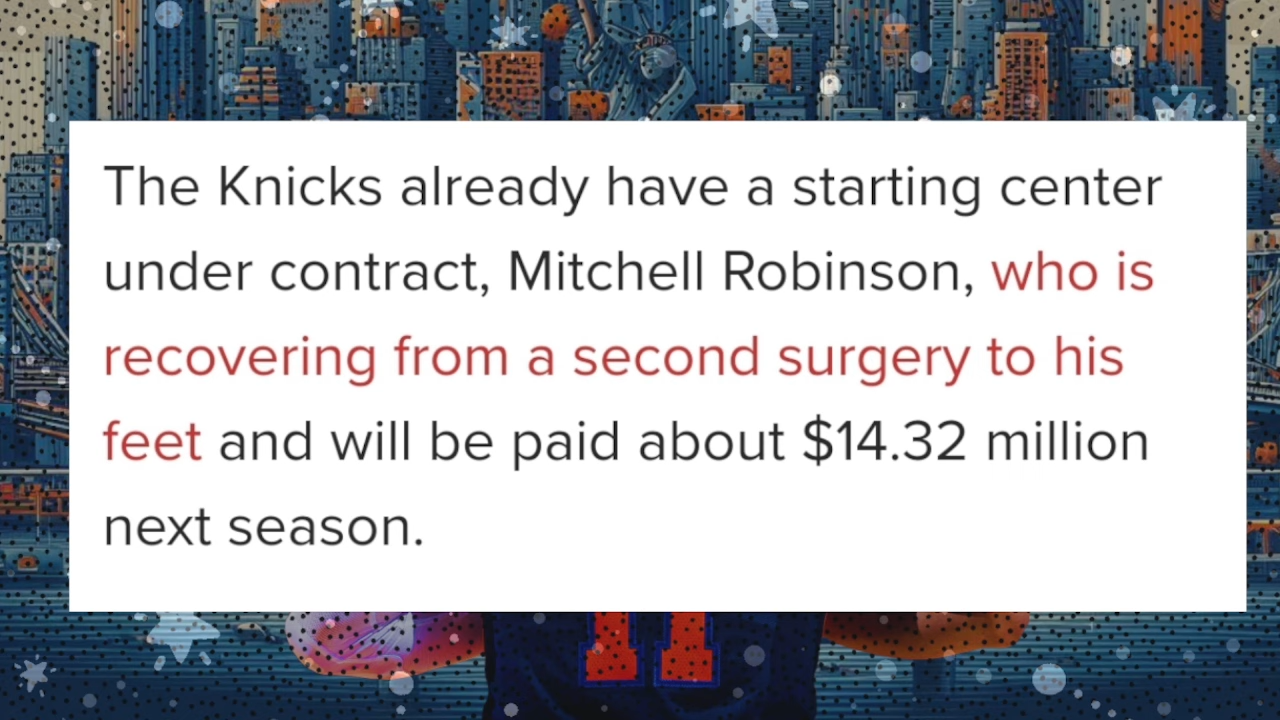 The Knicks already have a starting center
under contract, Mitchell Robinson, who is
recovering from a second surgery to his
feet and will be paid about $14.32 million
next season.
11